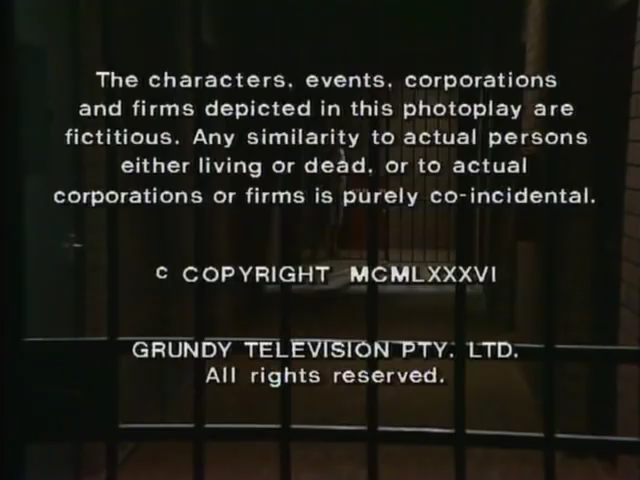 The characters, events, corporations
and firms depicted in this photoplay are
fictitious. Any similarity to actual persons
either living or dead, or to actual
corporations or firms is purely co-incidental.
c COPYRIGHT MCMLXXXVI
GRUNDY TELEVISION PTY. LTD.
All rights reserved.